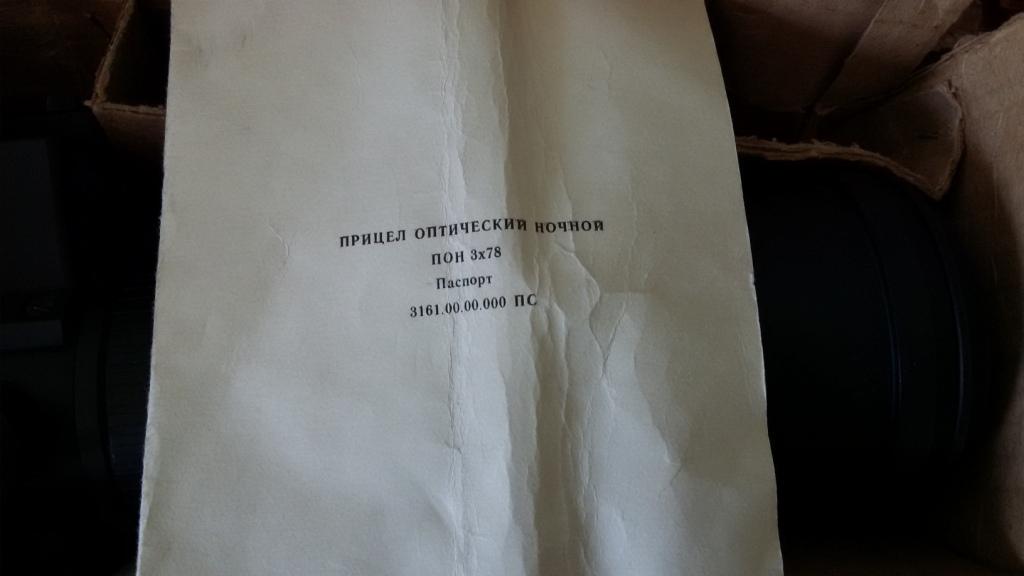 ПРИЦЕЛ ОПТИЧЕСКИЙ НОЧНОЙ
ПОН 3х78
Паспорт
3161.00.00.000 ПС